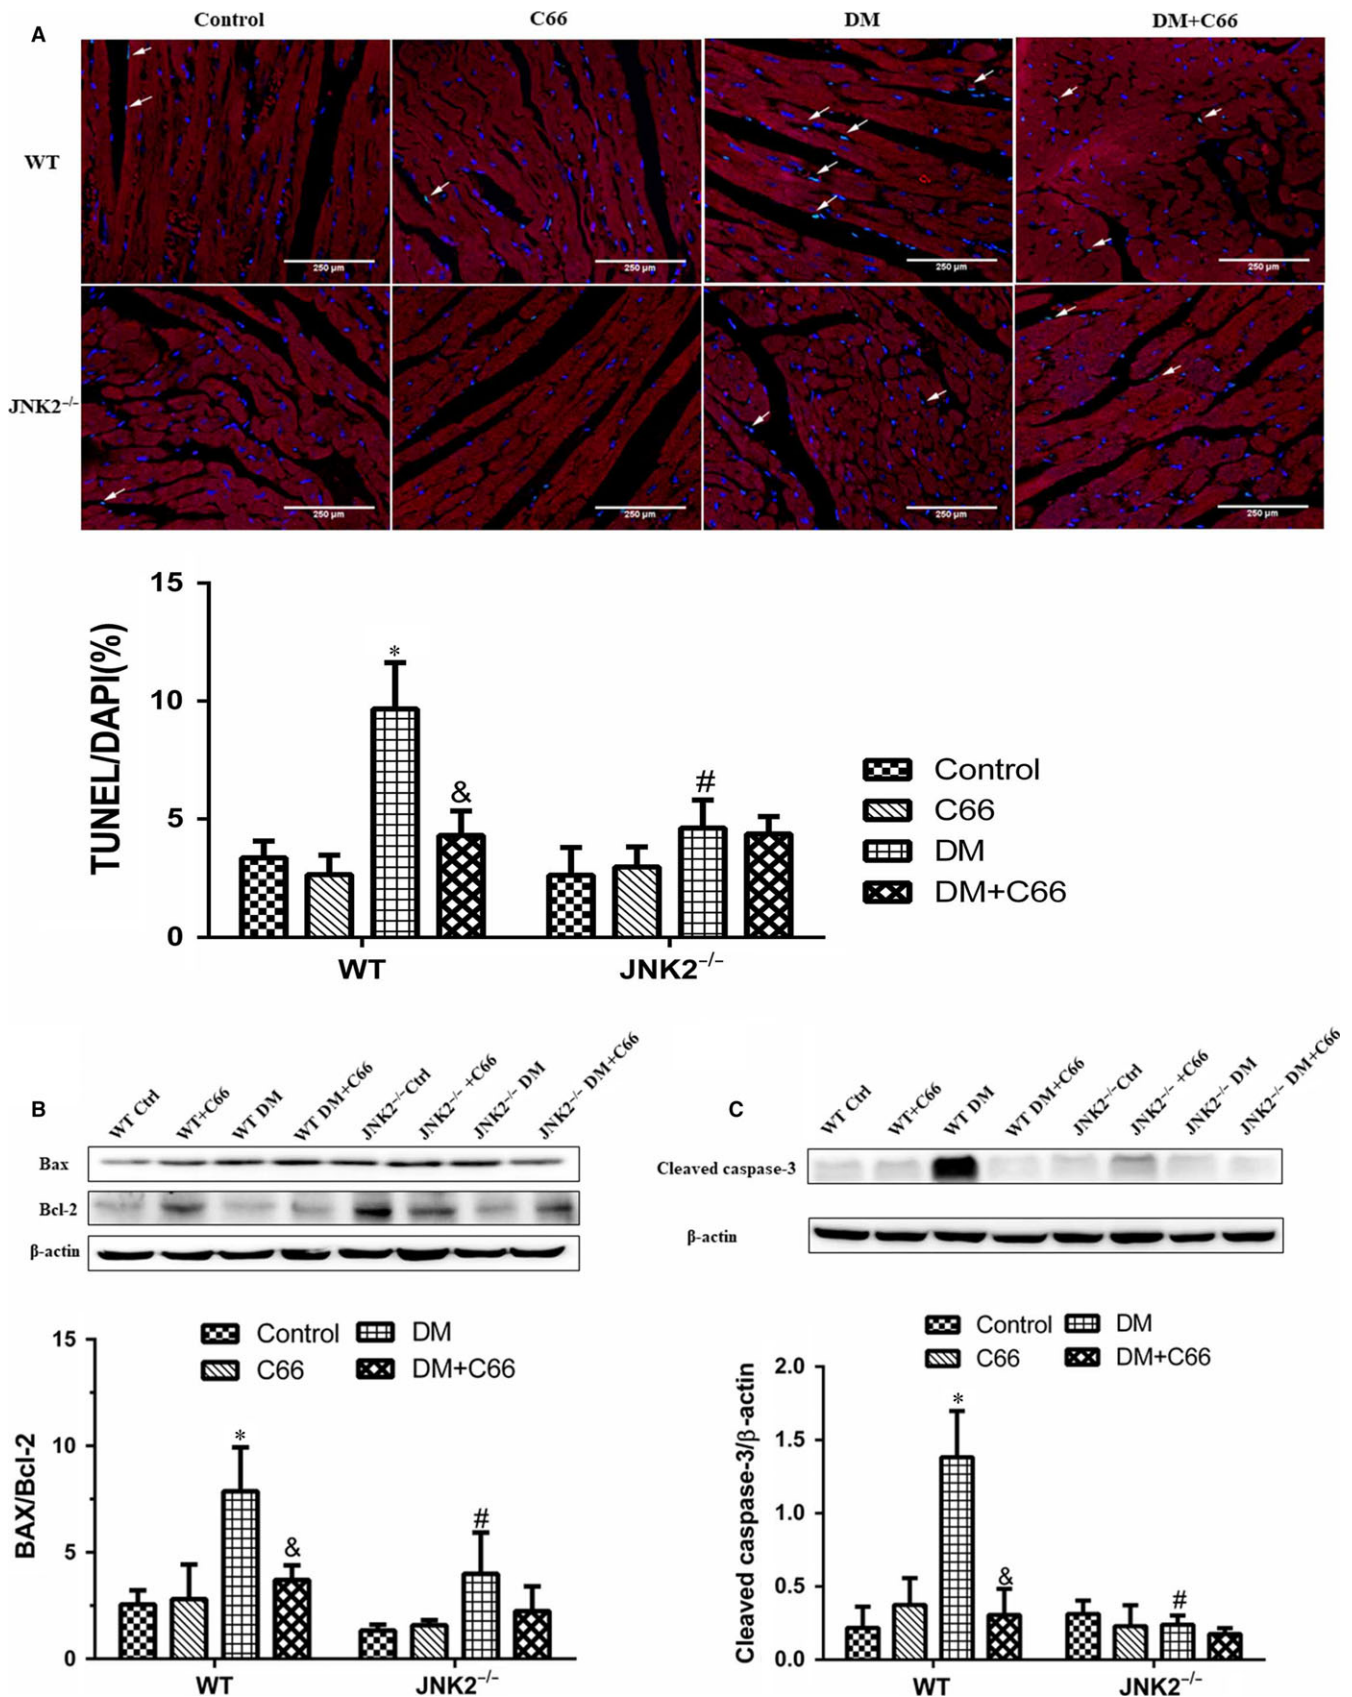 A
Control C66 DM DM+C66
WT
250 µm 250 µm 250 µm 250 µm
JNK2⁻/⁻
250 µm 250 µm 250 µm 250 µm
TUNEL/DAPI(%)
15
10
5
0
* & #
WT JNK2⁻/⁻
Control
C66
DM
DM+C66
B
WT Ctrl WT+C66 WT DM WT DM+C66 JNK2⁻/⁻Ctrl JNK2⁻/⁻ +C66 JNK2⁻/⁻ DM JNK2⁻/⁻ DM+C66
Bax
Bcl-2
β-actin
Control DM
C66 DM+C66
BAX/Bcl-2
15
10
5
0
* & #
WT JNK2⁻/⁻
C
WT Ctrl WT+C66 WT DM WT DM+C66 JNK2⁻/⁻Ctrl JNK2⁻/⁻ +C66 JNK2⁻/⁻ DM JNK2⁻/⁻ DM+C66
Cleaved caspase-3
β-actin
Control DM
C66 DM+C66
Cleaved caspase-3/β-actin
2.0
1.5
1.0
0.5
0.0
* & #
WT JNK2⁻/⁻